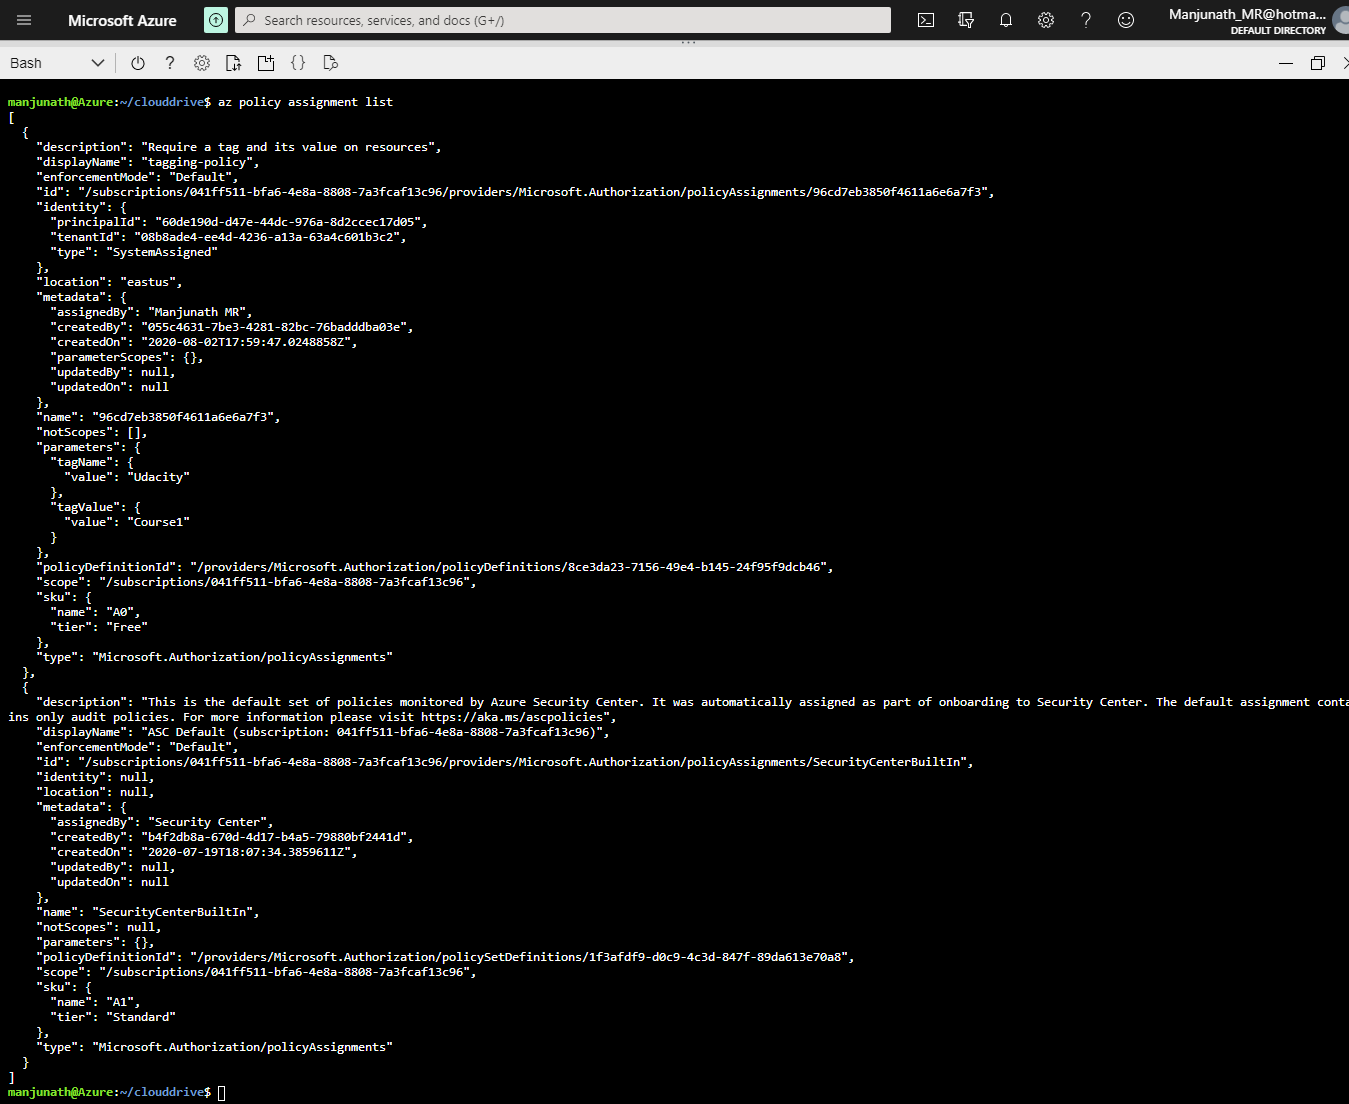 Microsoft Azure
Search resources, services, and docs (G+/)
Manjunath_MR@hotma...
DEFAULT DIRECTORY
Bash
manjunath@Azure:~/clouddrive$ az policy assignment list
[
  {
    "description": "Require a tag and its value on resources",
    "displayName": "tagging-policy",
    "enforcementMode": "Default",
    "id": "/subscriptions/041ff511-bfa6-4e8a-8808-7a3fcaf13c96/providers/Microsoft.Authorization/policyAssignments/96cd7eb3850f4611a6e6a7f3",
    "identity": {
      "principalId": "60de190d-d47e-44dc-976a-8d2ccec17d05",
      "tenantId": "08b8ade4-ee4d-4236-a13a-63a4c601b3c2",
      "type": "SystemAssigned"
    },
    "location": "eastus",
    "metadata": {
      "assignedBy": "Manjunath MR",
      "createdBy": "055c4631-7be3-4281-82bc-76badddba03e",
      "createdOn": "2020-08-02T17:59:47.0248858Z",
      "parameterScopes": {},
      "updatedBy": null,
      "updatedOn": null
    },
    "name": "96cd7eb3850f4611a6e6a7f3",
    "notScopes": [],
    "parameters": {
      "tagName": {
        "value": "Udacity"
      },
      "tagValue": {
        "value": "Course1"
      }
    },
    "policyDefinitionId": "/providers/Microsoft.Authorization/policyDefinitions/8ce3da23-7156-49e4-b145-24f95f9dcb46",
    "scope": "/subscriptions/041ff511-bfa6-4e8a-8808-7a3fcaf13c96",
    "sku": {
      "name": "A0",
      "tier": "Free"
    },
    "type": "Microsoft.Authorization/policyAssignments"
  },
  {
    "description": "This is the default set of policies monitored by Azure Security Center. It was automatically assigned as part of onboarding to Security Center. The default assignment conta
ins only audit policies. For more information please visit https://aka.ms/ascpolicies",
    "displayName": "ASC Default (subscription: 041ff511-bfa6-4e8a-8808-7a3fcaf13c96)",
    "enforcementMode": "Default",
    "id": "/subscriptions/041ff511-bfa6-4e8a-8808-7a3fcaf13c96/providers/Microsoft.Authorization/policyAssignments/SecurityCenterBuiltIn",
    "identity": null,
    "location": null,
    "metadata": {
      "assignedBy": "Security Center",
      "createdBy": "b4f2db8a-670d-4d17-b4a5-79880bf2441d",
      "createdOn": "2020-07-19T18:07:34.3859611Z",
      "updatedBy": null,
      "updatedOn": null
    },
    "name": "SecurityCenterBuiltIn",
    "notScopes": null,
    "parameters": {},
    "policyDefinitionId": "/providers/Microsoft.Authorization/policySetDefinitions/1f3afdf9-d0c9-4c3d-847f-89da613e70a8",
    "scope": "/subscriptions/041ff511-bfa6-4e8a-8808-7a3fcaf13c96",
    "sku": {
      "name": "A1",
      "tier": "Standard"
    },
    "type": "Microsoft.Authorization/policyAssignments"
  }
]
manjunath@Azure:~/clouddrive$